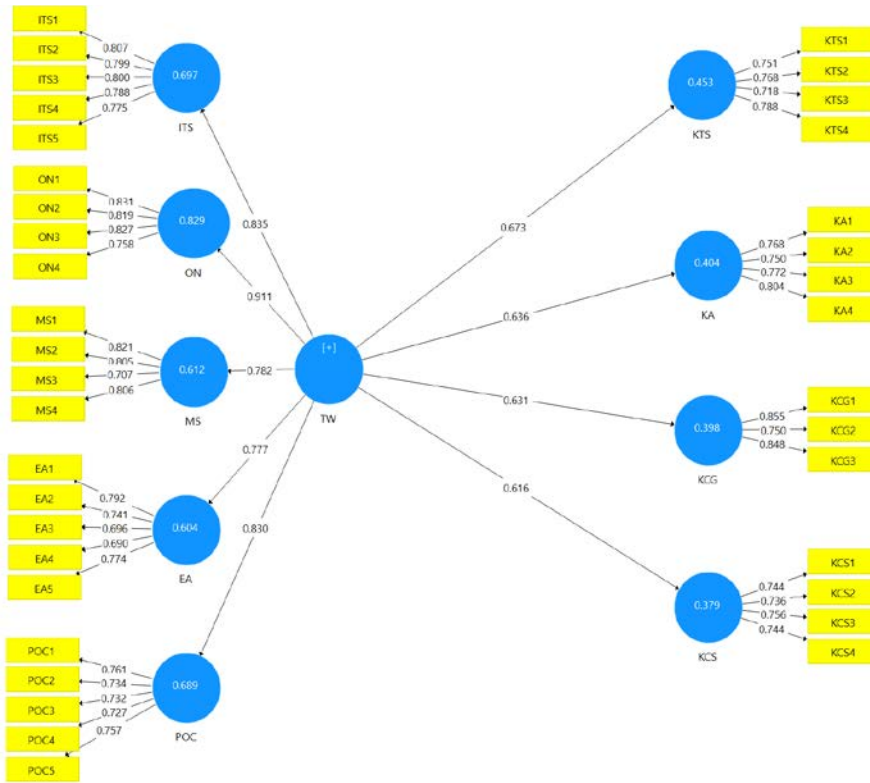 ITS1
ITS2
ITS3
ITS4
ITS5
0.807
0.799
0.800
0.788
0.775
0.697
ITS
ON1
ON2
ON3
ON4
0.831
0.819
0.827
0.758
0.829
ON
MS1
MS2
MS3
MS4
0.821
0.805
0.707
0.806
0.612
MS
EA1
EA2
EA3
EA4
EA5
0.792
0.741
0.696
0.690
0.774
0.604
EA
POC1
POC2
POC3
POC4
POC5
0.761
0.734
0.732
0.727
0.757
0.689
POC
0.835
0.911
0.782
0.777
0.830
[+]
TW
0.673
0.636
0.631
0.616
0.453
KTS
0.751
0.768
0.718
0.788
KTS1
KTS2
KTS3
KTS4
0.404
KA
0.768
0.750
0.772
0.804
KA1
KA2
KA3
KA4
0.398
KCG
0.855
0.750
0.848
KCG1
KCG2
KCG3
0.379
KCS
0.744
0.736
0.756
0.744
KCS1
KCS2
KCS3
KCS4